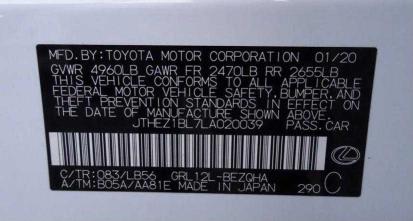 MFD.BY:TOYOTA MOTOR CORPORATION 01/20
GVWR 4960LB GAWR FR 2470LB RR 2655LB
THIS VEHICLE CONFORMS TO ALL APPLICABLE
FEDERAL MOTOR VEHICLE SAFETY,BUMPER,AND
THEFT PREVENTION STANDARDS IN EFFECT ON
THE DATE OF MANUFACTURE SHOWN ABOVE.
JTHEZ1BL7LA020039 PASS.CAR
C/TR:083/LB56 GRL12L-BEZQHA
A/TM:B05A/AA81E MADE IN JAPAN 290 C